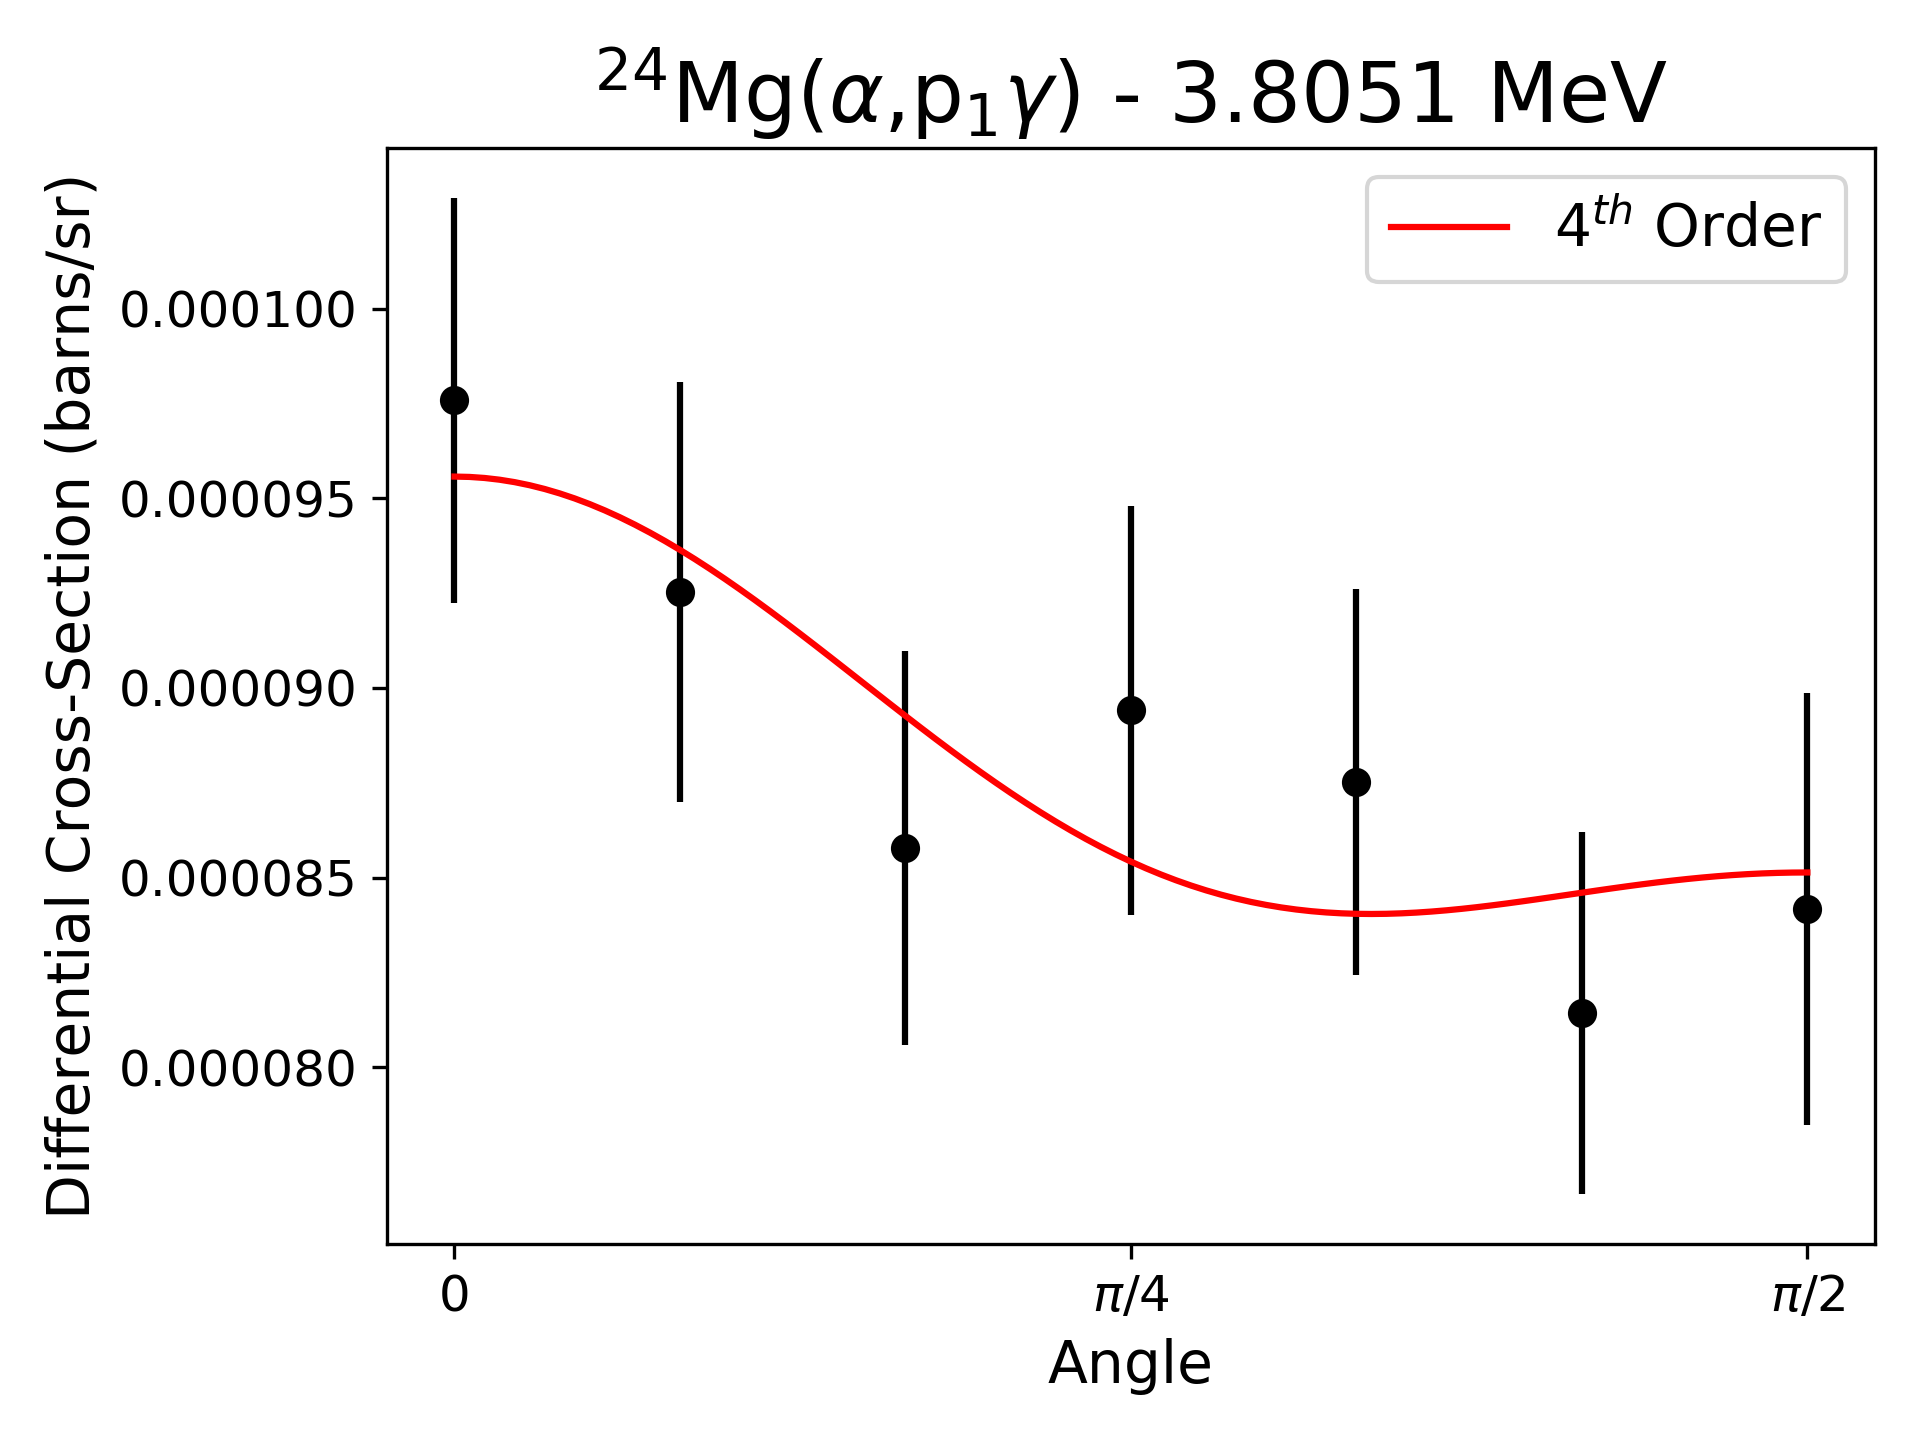 ²⁴Mg(α,p₁γ) - 3.8051 MeV
4ᵗʰ Order
Differential Cross-Section (barns/sr)
0.000100
0.000095
0.000090
0.000085
0.000080
0
π/4
π/2
Angle